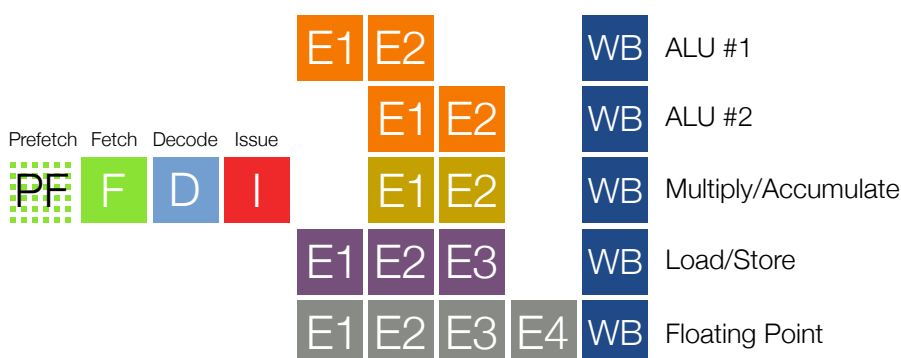 E1 E2 WB ALU #1
E1 E2 WB ALU #2
Prefetch Fetch Decode Issue
PF F D I E1 E2 WB Multiply/Accumulate
E1 E2 E3 WB Load/Store
E1 E2 E3 E4 WB Floating Point